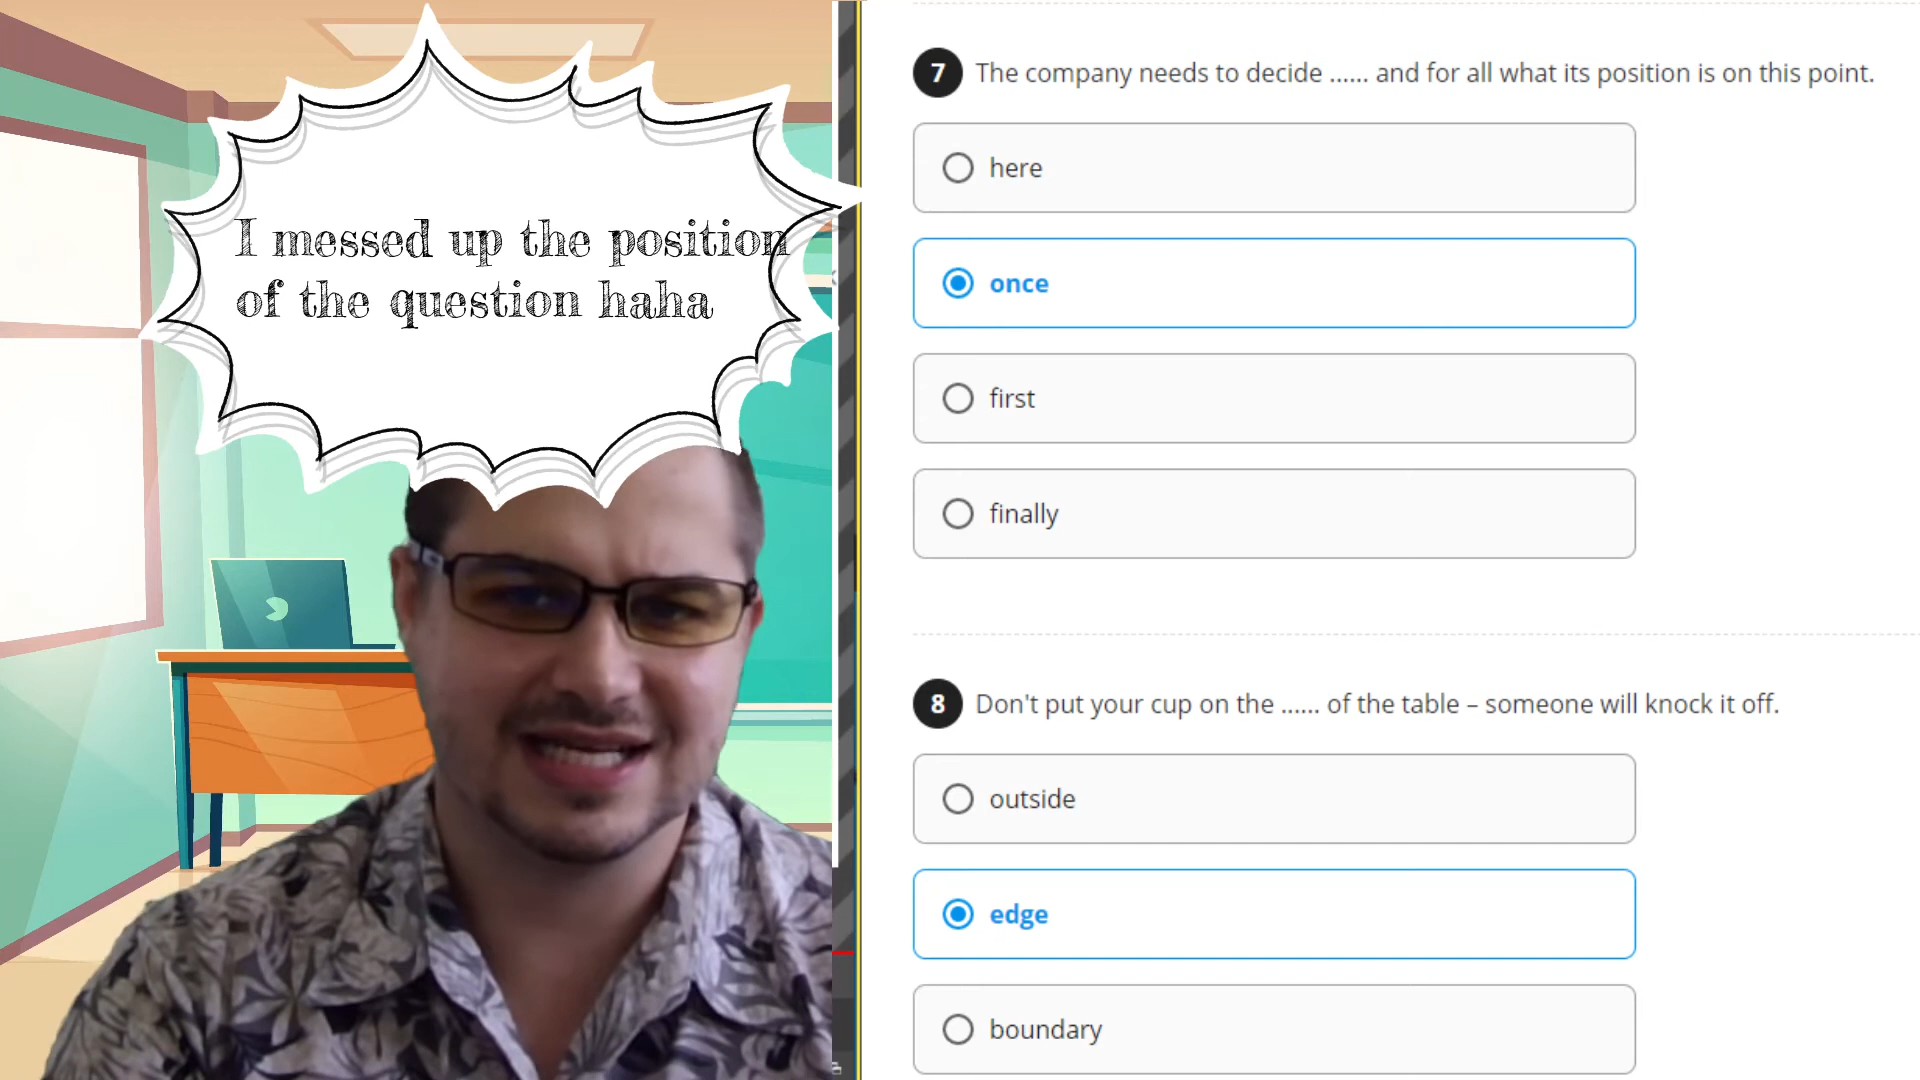 I messed up the position
of the question haha
7 The company needs to decide ...... and for all what its position is on this point.
here
once
first
finally
8 Don't put your cup on the ...... of the table – someone will knock it off.
outside
edge
boundary